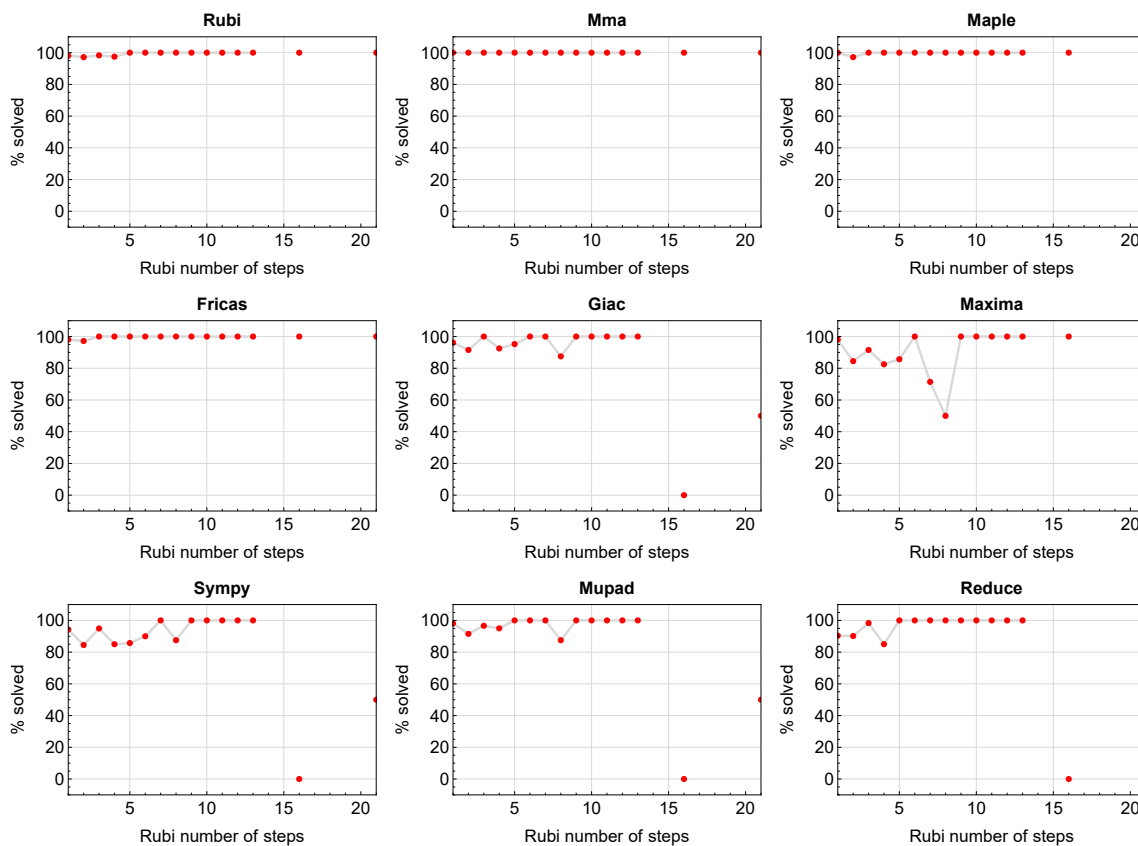 Rubi Mma Maple
% solved 100 80 60 40 20 0 % solved 100 80 60 40 20 0 % solved 100 80 60 40 20 0
5 10 15 20 5 10 15 20 5 10 15 20
Rubi number of steps Rubi number of steps Rubi number of steps
Fricas Giac Maxima
% solved 100 80 60 40 20 0 % solved 100 80 60 40 20 0 % solved 100 80 60 40 20 0
5 10 15 20 5 10 15 20 5 10 15 20
Rubi number of steps Rubi number of steps Rubi number of steps
Sympy Mupad Reduce
% solved 100 80 60 40 20 0 % solved 100 80 60 40 20 0 % solved 100 80 60 40 20 0
5 10 15 20 5 10 15 20 5 10 15 20
Rubi number of steps Rubi number of steps Rubi number of steps